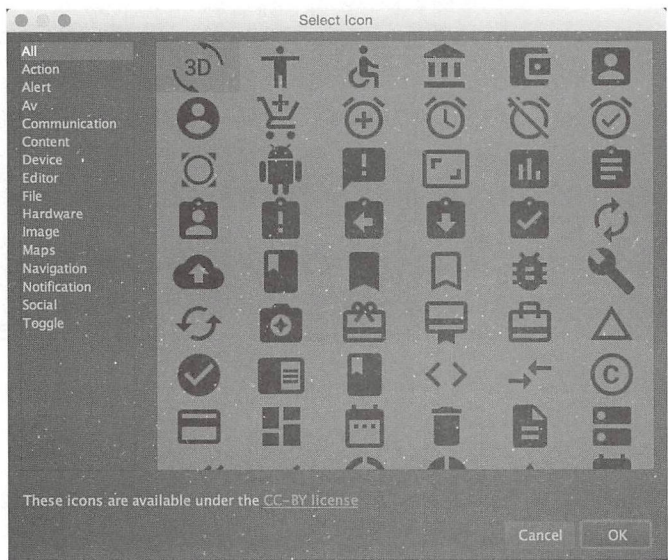 Select Icon
All
Action
Alert
Av
Communication
Content
Device
Editor
File
Hardware
Image
Maps
Navigation
Notification
Social
Toggle
3D
C
These icons are available under the CC-BY license
Cancel
OK